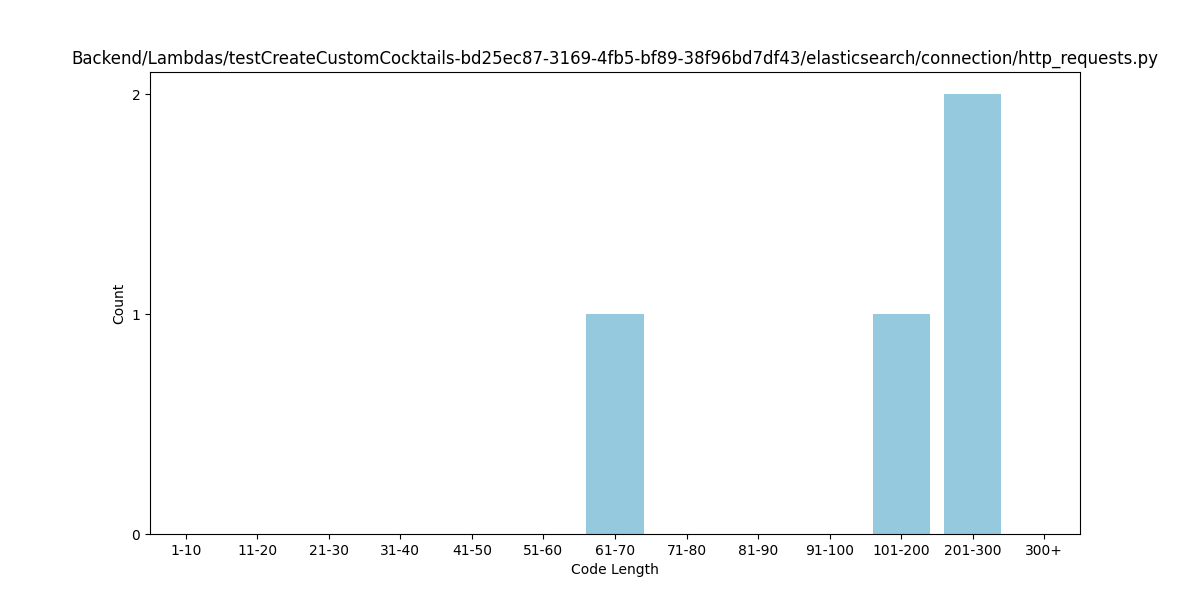 Backend/Lambdas/testCreateCustomCocktails-bd25ec87-3169-4fb5-bf89-38f96bd7df43/elasticsearch/connection/http_requests.py
2
1
0
Count
1-10 11-20 21-30 31-40 41-50 51-60 61-70 71-80 81-90 91-100 101-200 201-300 300+
Code Length